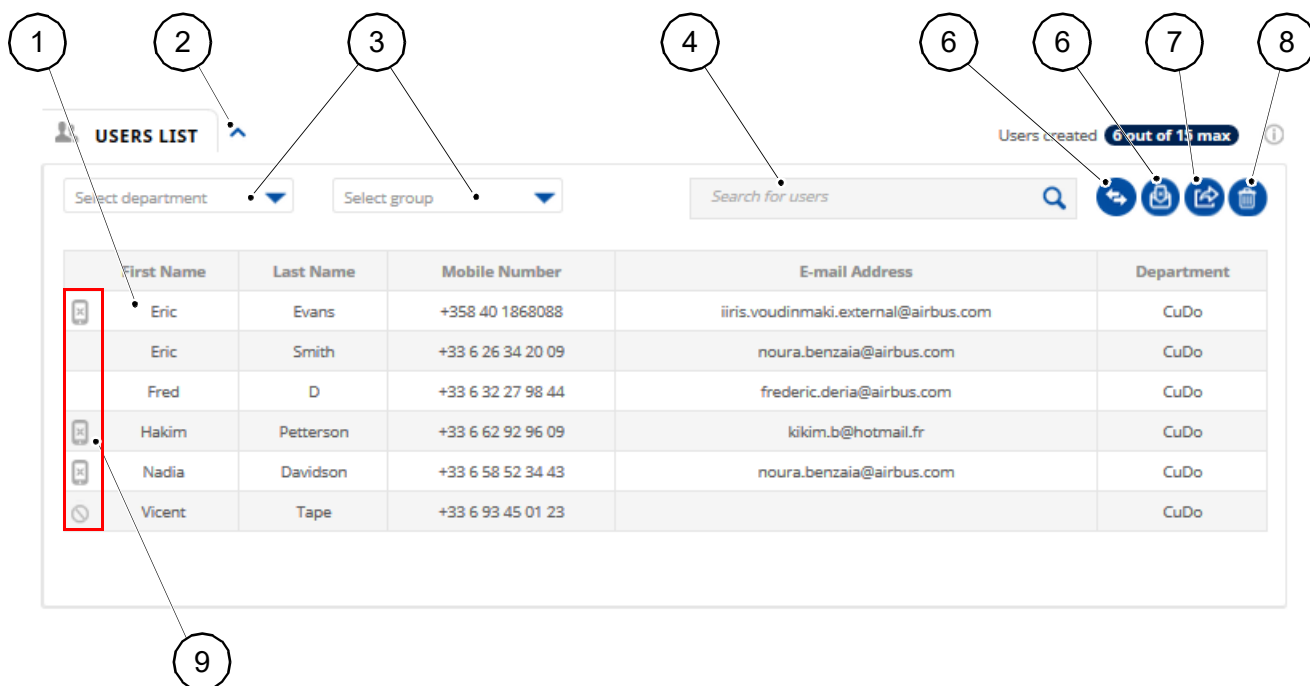 1 2 3 4 6 6 7 8
USERS LIST Users created 6 out of 15 max
Select department Select group Search for users
First Name Last Name Mobile Number E-mail Address Department
Eric Evans +358 40 1868088 iiris.voudinmaki.external@airbus.com CuDo
Eric Smith +33 6 26 34 20 09 noura.benzaia@airbus.com CuDo
Fred D +33 6 32 27 98 44 frederic.deria@airbus.com CuDo
Hakim Petterson +33 6 62 92 96 09 kikim.b@hotmail.fr CuDo
Nadia Davidson +33 6 58 52 34 43 noura.benzaia@airbus.com CuDo
Vicent Tape +33 6 93 45 01 23 CuDo
9